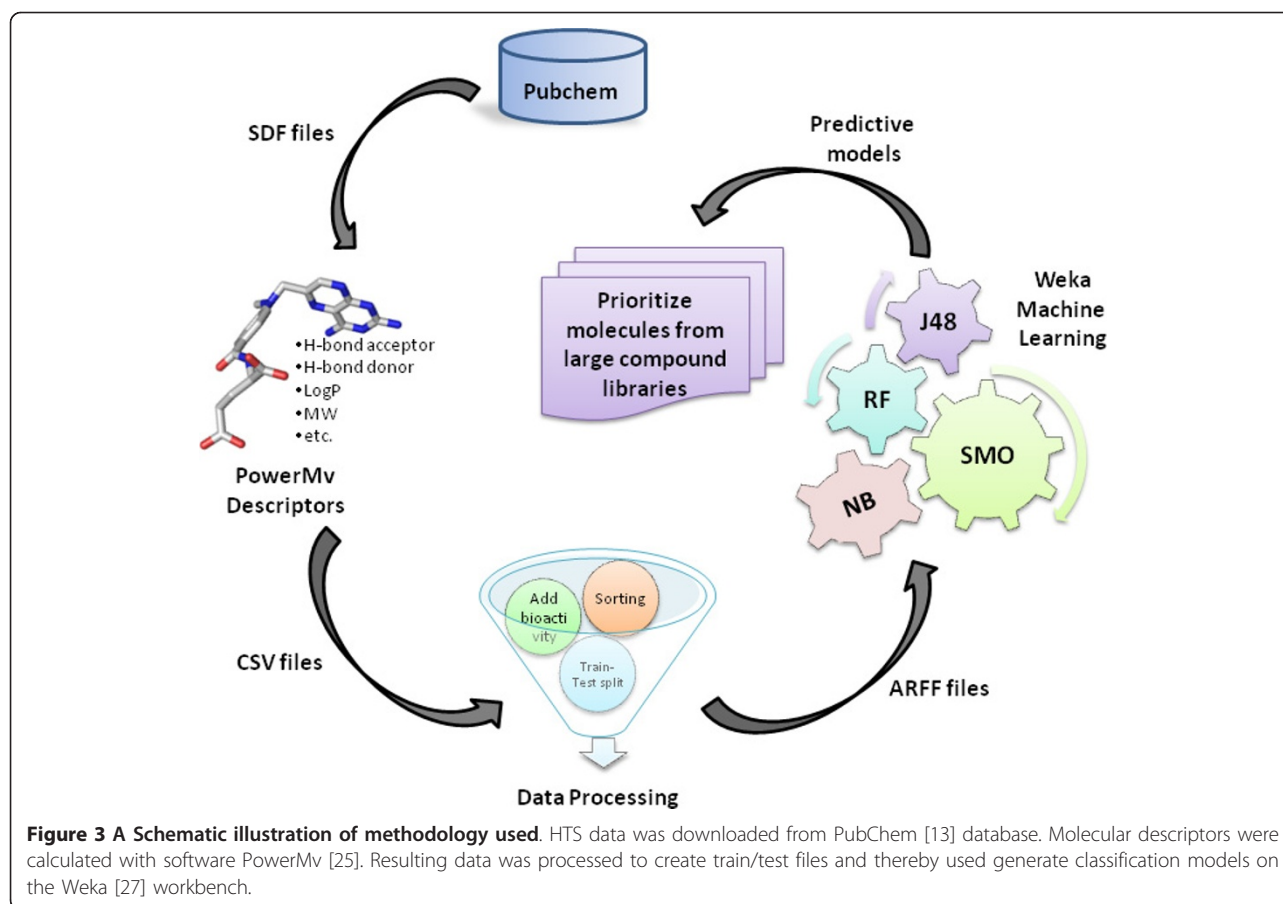 Pubchem
SDF files
Predictive
models
•H-bond acceptor
•H-bond donor
•LogP
•MW
•etc.
PowerMv
Descriptors
Prioritize
molecules from
large compound
libraries
J48
RF
SMO
NB
Weka
Machine
Learning
Add
bioacti
vity
Sorting
Train-
Test split
CSV files
ARFF files
Data Processing
Figure 3 A Schematic illustration of methodology used. HTS data was downloaded from PubChem [13] database. Molecular descriptors were
calculated with software PowerMv [25]. Resulting data was processed to create train/test files and thereby used generate classification models on
the Weka [27] workbench.